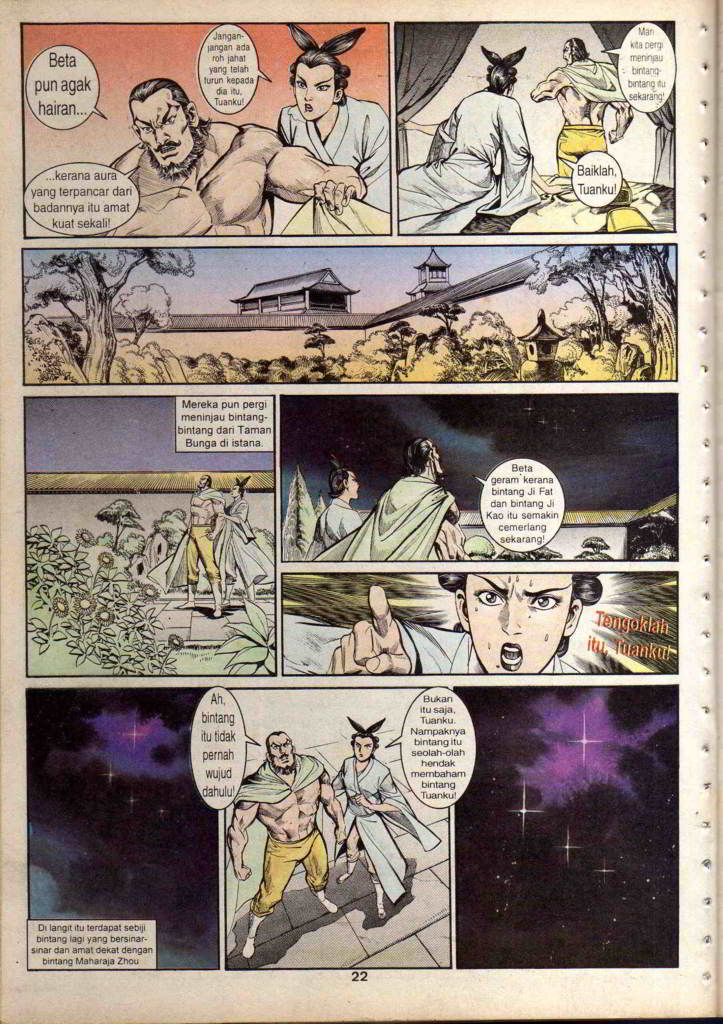 Beta
pun agak
hairan...
...kerana aura
yang terpancar dari
badannya itu amat
kuat sekali!
Jangan-
jangan ada
roh jahat
yang telah
turun kepada
dia itu,
Tuanku!
Mari
kita pergi
meninjau
bintang-
bintang itu
sekarang!
Baiklah,
Tuanku!
Mereka pun pergi
meninjau bintang-
bintang dari Taman
Bunga di istana.
Beta
geram kerana
bintang Ji Fat
dan bintang Ji
Kao itu semakin
cemerlang
sekarang!
Tengoklah
itu, Tuanku!
Di langit itu terdapat sebiji
bintang lagi yang bersinar-
sinar dan amat dekat dengan
bintang Maharaja Zhou
Ah,
bintang
itu tidak
pernah
wujud
dahulu!
Bukan
itu saja,
Tuanku.
Nampaknya
bintang itu
seolah-olah
hendak
membaham
bintang
Tuanku!
22